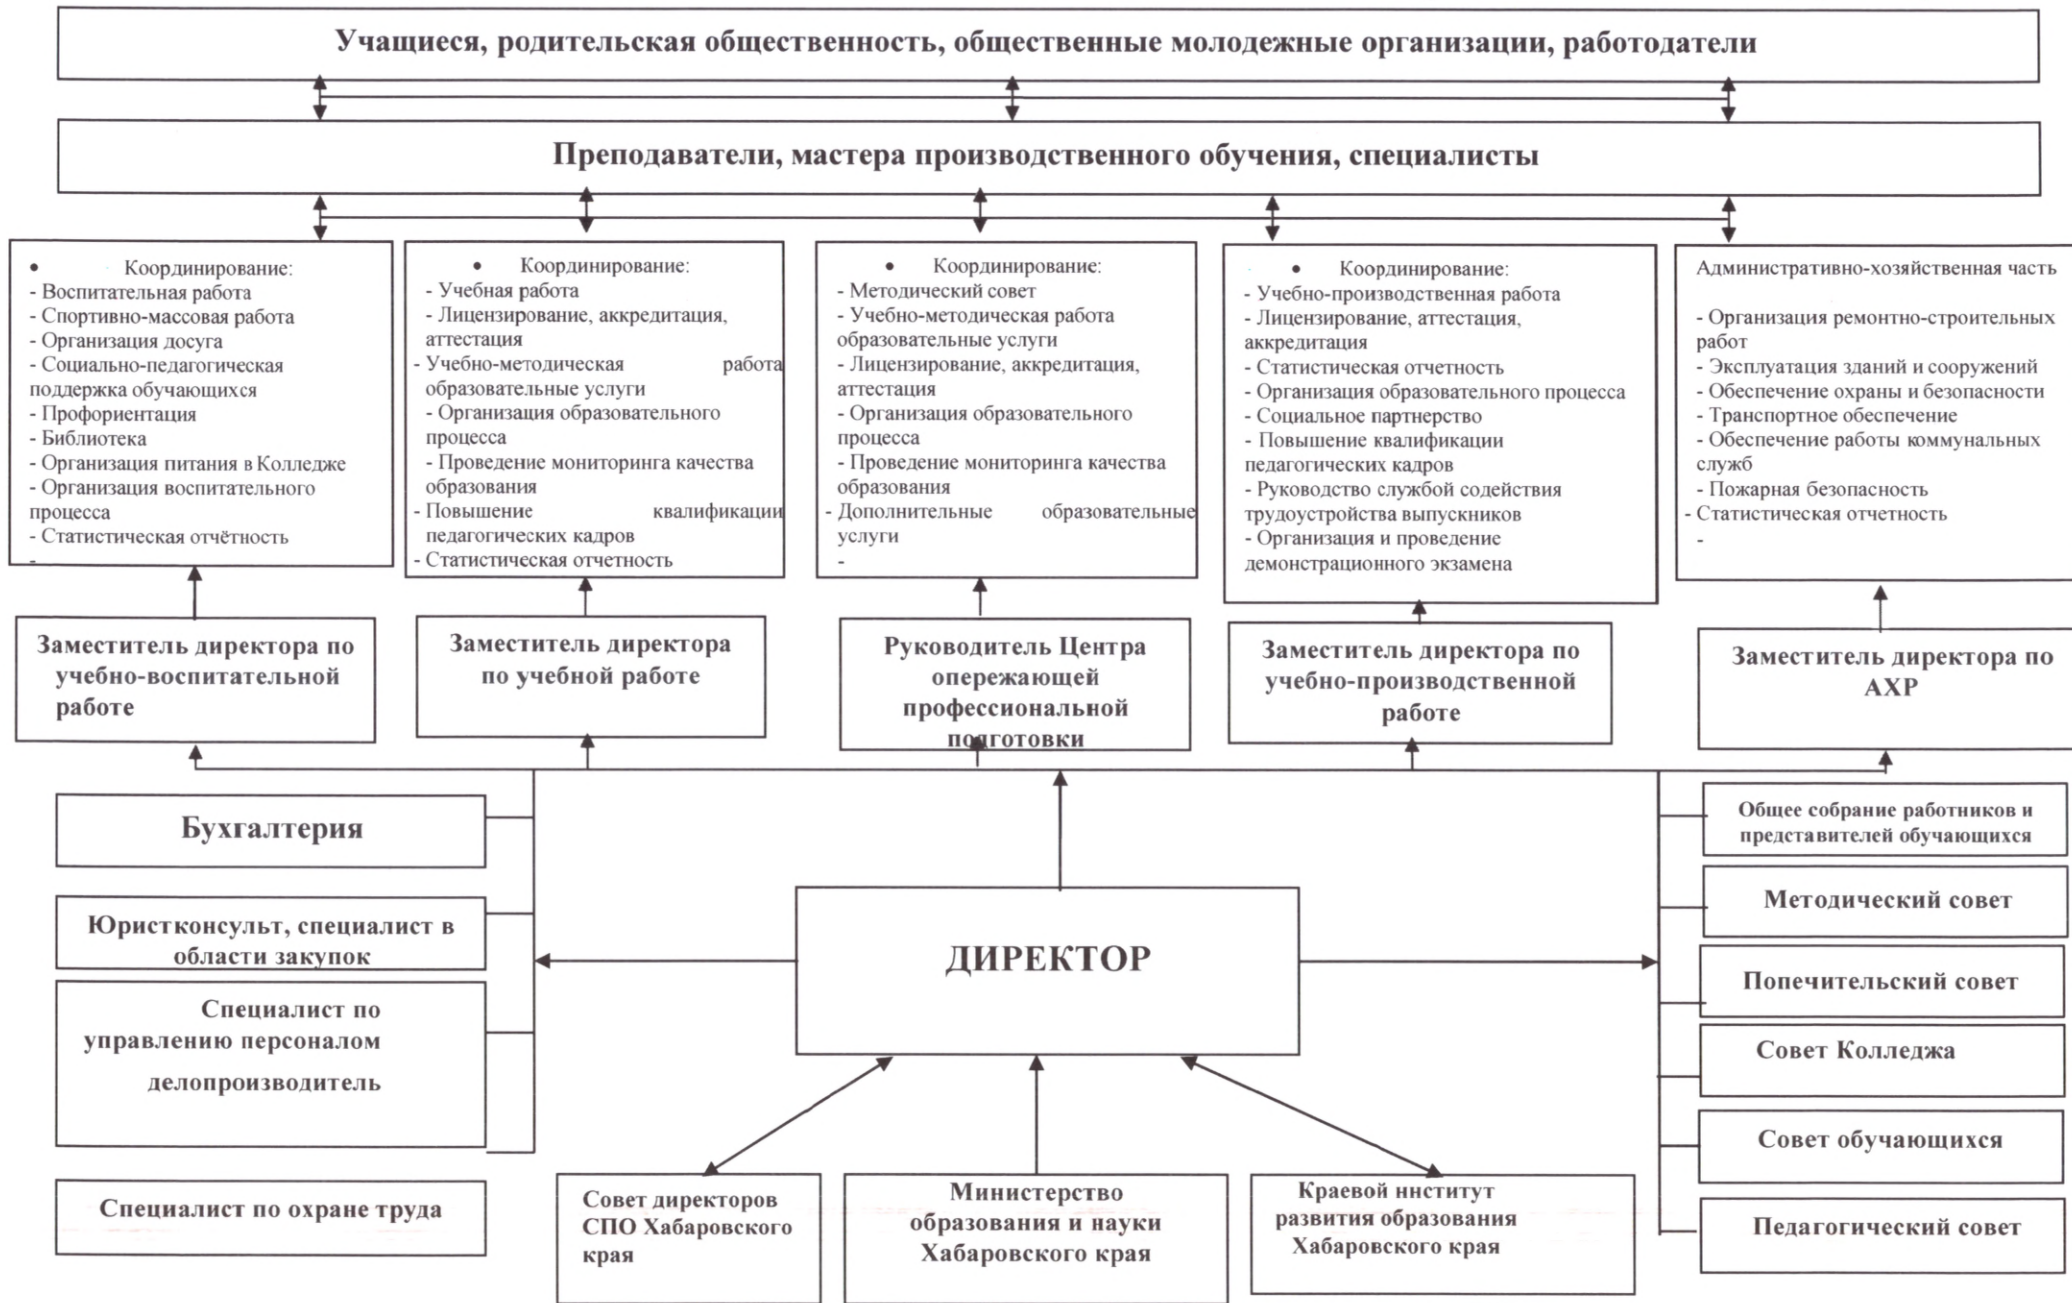 Учащиеся, родительская общественность, общественные молодежные организации, работодатели
Преподаватели, мастера производственного обучения, специалисты
• Координирование:
- Воспитательная работа
- Спортивно-массовая работа
- Организация досуга
- Социально-педагогическая
поддержка обучающихся
- Профориентация
- Библиотека
- Организация питания в Колледже
- Организация воспитательного
процесса
- Статистическая отчётность
-
• Координирование:
- Учебная работа
- Лицензирование, аккредитация,
аттестация
- Учебно-методическая работа
образовательные услуги
- Организация образовательного
процесса
- Проведение мониторинга качества
образования
- Повышение квалификации
педагогических кадров
- Статистическая отчетность
• Координирование:
- Методический совет
- Учебно-методическая работа
образовательные услуги
- Лицензирование, аккредитация,
аттестация
- Организация образовательного
процесса
- Проведение мониторинга качества
образования
- Дополнительные образовательные
услуги
-
• Координирование:
- Учебно-производственная работа
- Лицензирование, аттестация,
аккредитация
- Статистическая отчетность
- Организация образовательного процесса
- Социальное партнерство
- Повышение квалификации
педагогических кадров
- Руководство службой содействия
трудоустройства выпускников
- Организация и проведение
демонстрационного экзамена
Административно-хозяйственная часть
- Организация ремонтно-строительных
работ
- Эксплуатация зданий и сооружений
- Обеспечение охраны и безопасности
- Транспортное обеспечение
- Обеспечение работы коммунальных
служб
- Пожарная безопасность
- Статистическая отчетность
-
Заместитель директора по
учебно-воспитательной
работе
Заместитель директора
по учебной работе
Руководитель Центра
опережающей
профессиональной
подготовки
Заместитель директора по
учебно-производственной
работе
Заместитель директора по
АХР
Бухгалтерия
Юристконсульт, специалист в
области закупок
Специалист по
управлению персоналом
делопроизводитель
Специалист по охране труда
ДИРЕКТОР
Совет директоров
СПО Хабаровского
края
Министерство
образования и науки
Хабаровского края
Краевой институт
развития образования
Хабаровского края
Общее собрание работников и
представителей обучающихся
Методический совет
Попечительский совет
Совет Колледжа
Совет обучающихся
Педагогический совет